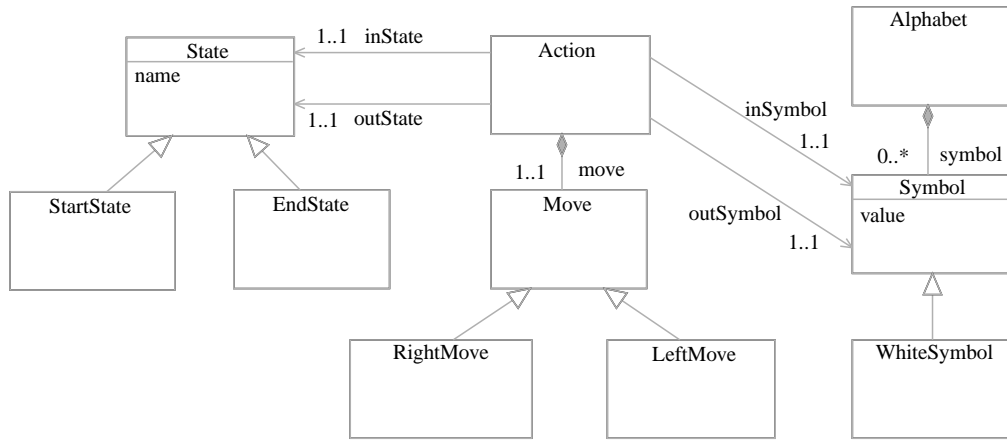 Alphabet
State
1..1 inState
Action
name
inSymbol
1..1 outState
1..1
0..* symbol
1..1 move
Symbol
StartState
EndState
Move
outSymbol
value
1..1
RightMove
LeftMove
WhiteSymbol